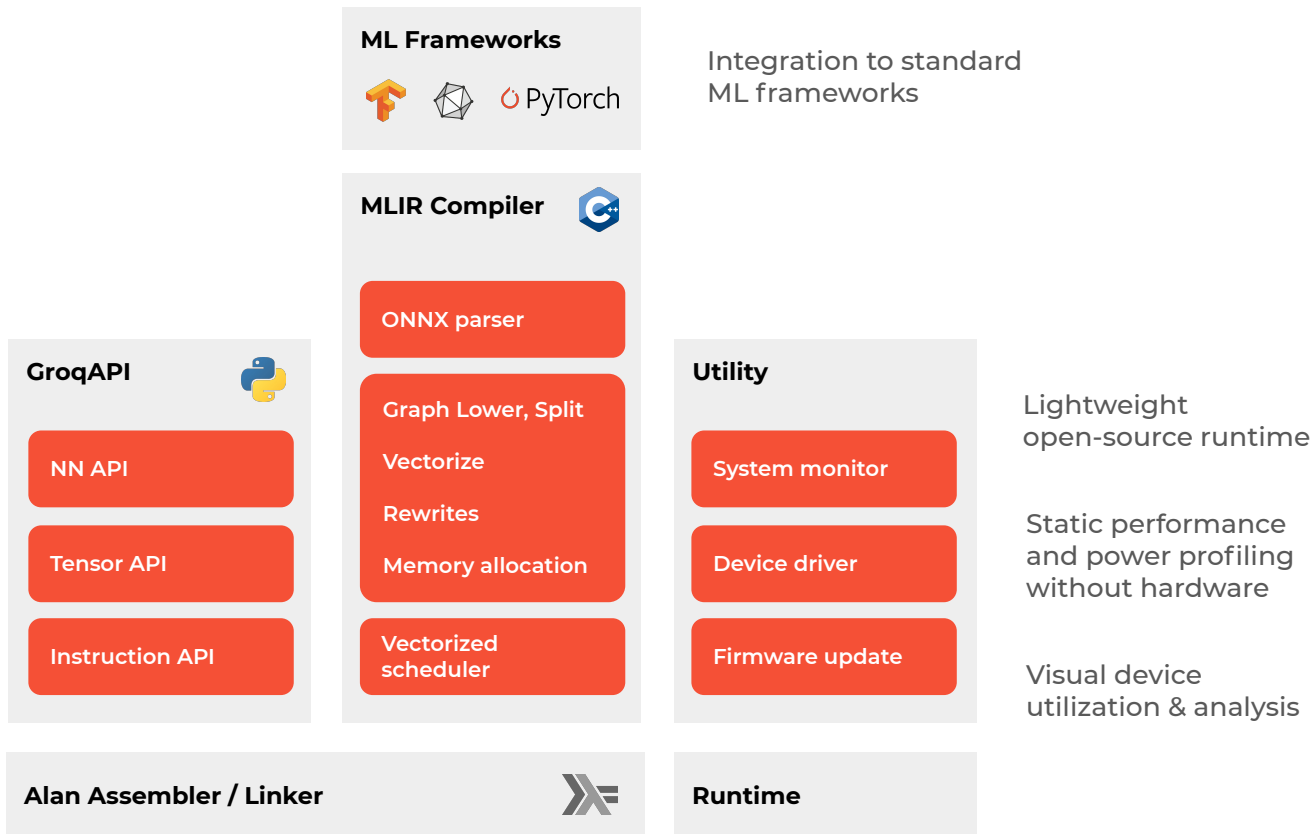 ML Frameworks
PyTorch
Integration to standard
ML frameworks
MLIR Compiler
C++
ONNX parser
Graph Lower, Split
Vectorize
Rewrites
Memory allocation
Vectorized
scheduler
GroqAPI
NN API
Tensor API
Instruction API
Utility
System monitor
Device driver
Firmware update
Lightweight
open-source runtime
Static performance
and power profiling
without hardware
Visual device
utilization & analysis
Alan Assembler / Linker
Runtime